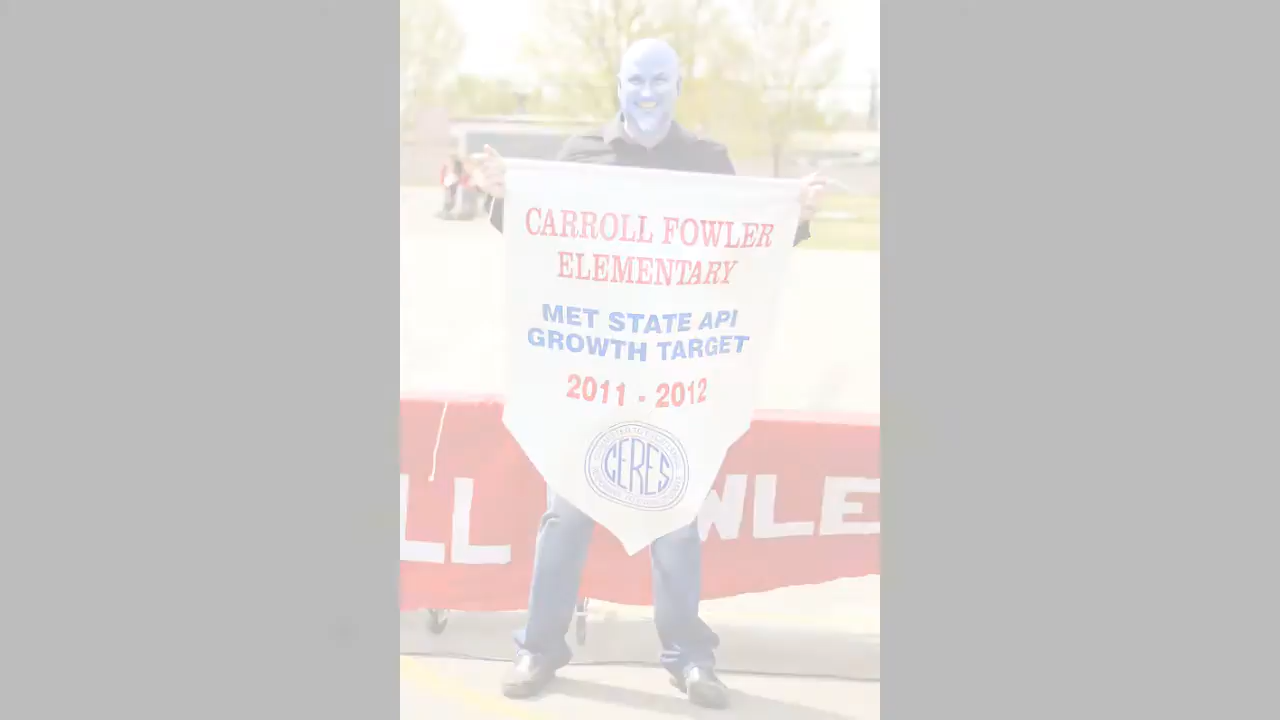 CARROLL FOWLER
ELEMENTARY
MET STATE API
GROWTH TARGET
2011 - 2012
CERES
LL WLE